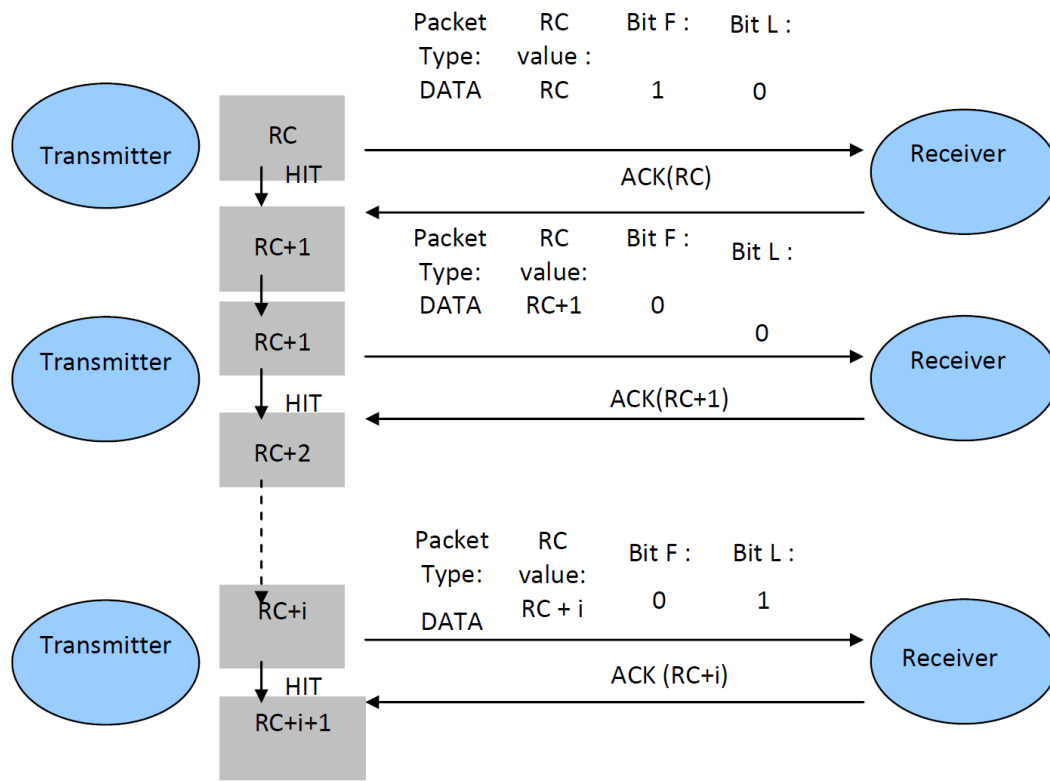 Packet RC Bit F : Bit L :
Type: value :
DATA RC 1 0
Transmitter
RC
Receiver
HIT
ACK(RC)
RC+1
Packet RC Bit F : Bit L :
Type: value:
DATA RC+1 0
0
Transmitter
RC+1
Receiver
HIT
ACK(RC+1)
RC+2
Packet RC Bit F : Bit L :
Type: value:
DATA RC + i 0 1
Transmitter
RC+i
Receiver
HIT
ACK (RC+i)
RC+i+1